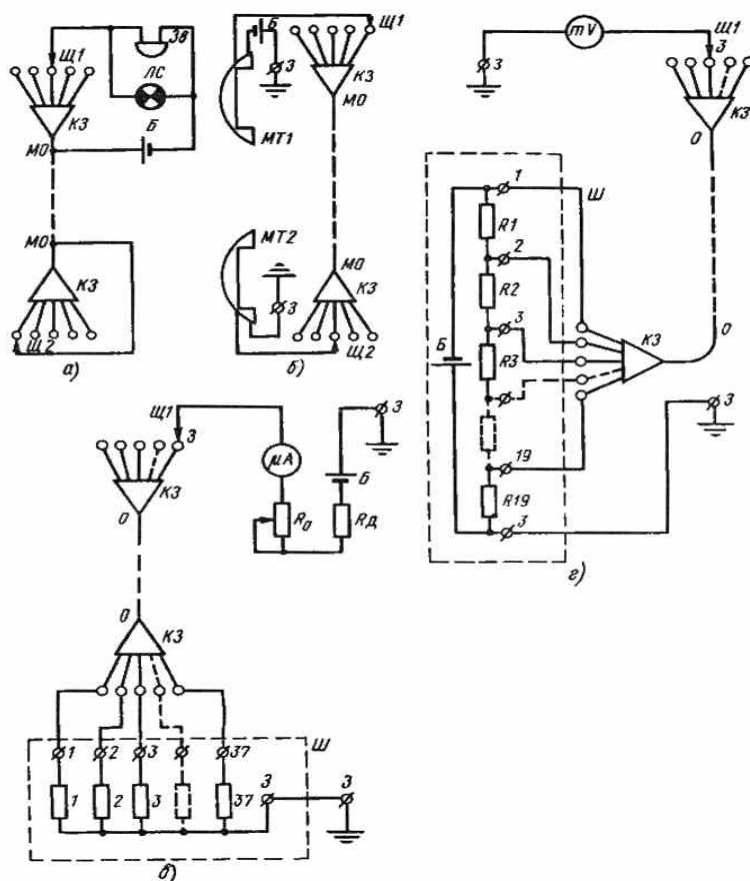 Щ1
ЗВ
ЛС
КЗ
Б
МО
МО
КЗ
Щ2
а)
Б
Щ1
З
КЗ
МО
МТ1
МТ2
МО
КЗ
З
Щ2
б)
mV
Щ1
З
З
КЗ
О
1
Ш
R1
2
R2
3
Б
R3
КЗ
О
19
З
R19
З
г)
Щ1
З
З
КЗ
μA
Б
О
R₀
RД
О
КЗ
Ш
1
2
3
37
1
2
3
37
З
З
б)